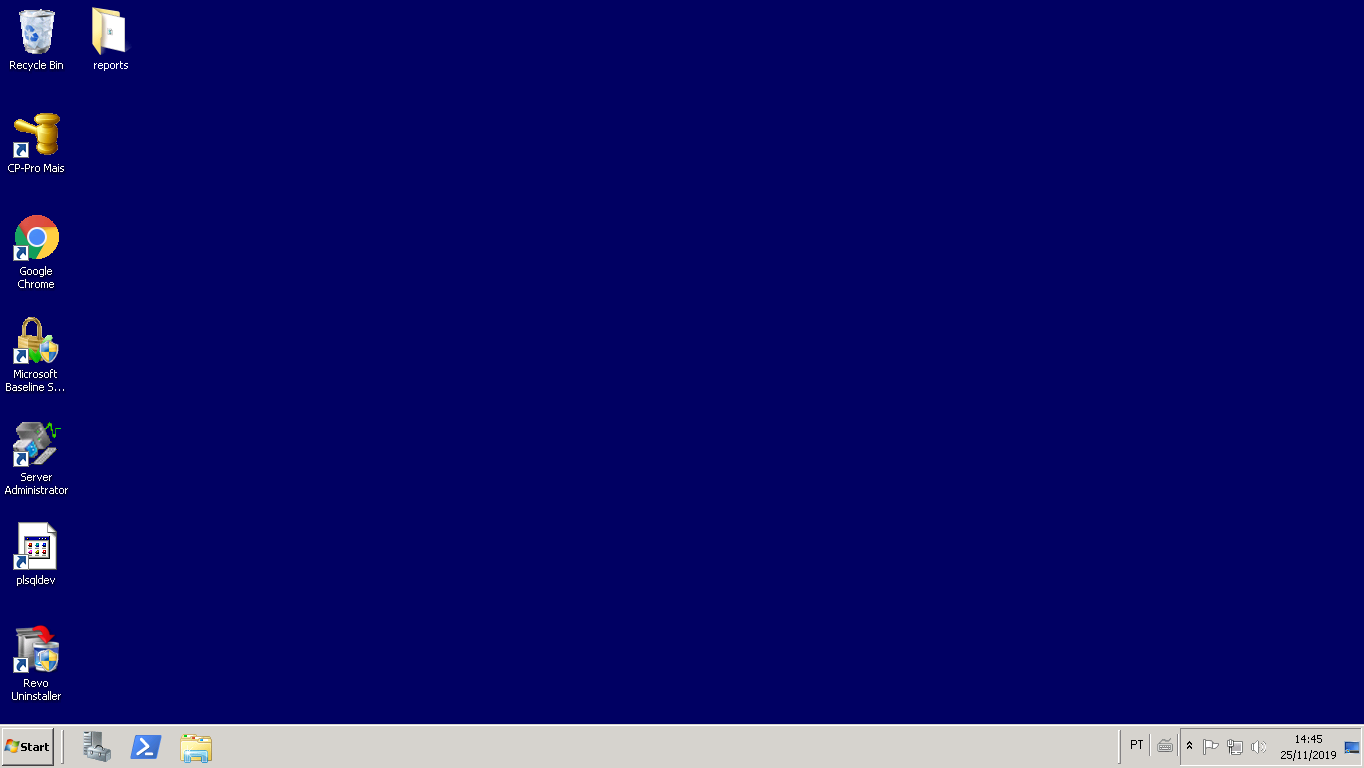 Recycle Bin
reports
CP-Pro Mais
Google
Chrome
Microsoft
Baseline S...
Server
Administrator
plsqldev
Revo
Uninstaller
Start
PT
14:45
25/11/2019